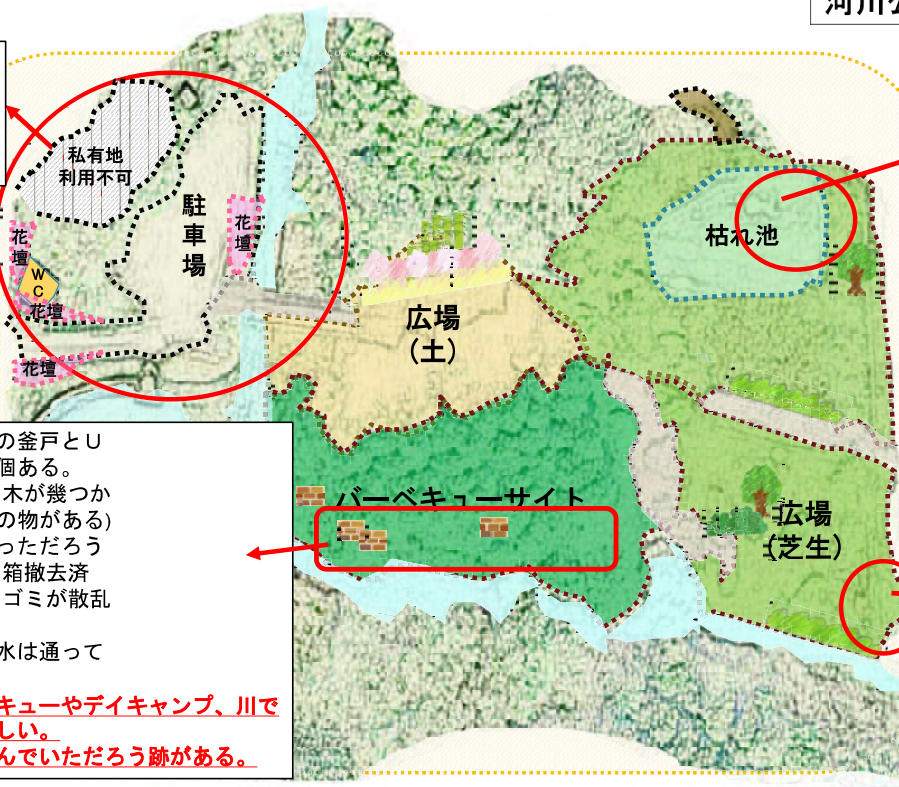 河川公
私有地
利用不可
駐車場
花壇
花壇
WC
花壇
花壇
枯れ池
広場
(土)
バーベキューサイト
広場
(芝生)
の釜戸とU
個ある。
木が幾つか
の物がある)
っただろう
箱撤去済
ゴミが散乱
水は通って
キューやデイキャンプ、川で
しい。
んでいただろう跡がある。